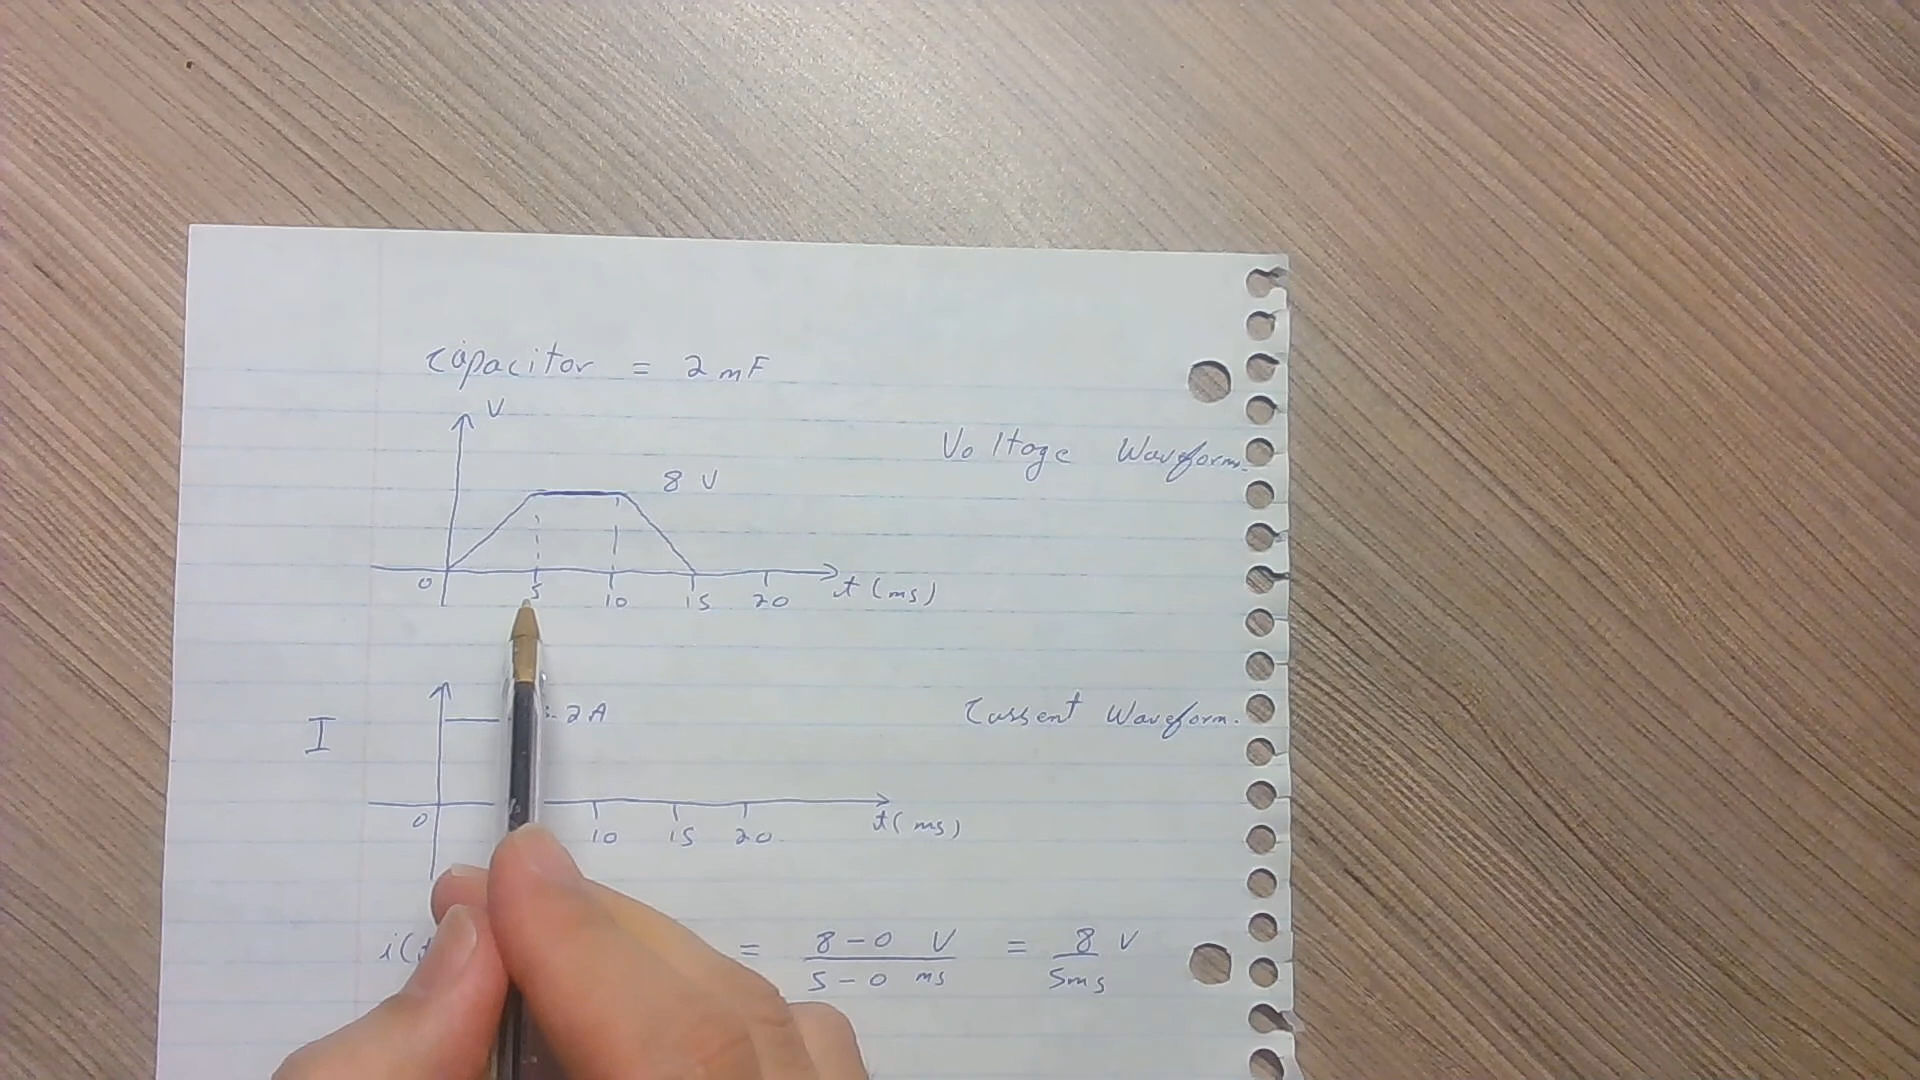 Capacitor = 2 mF
V
Voltage Waveform.
8 V
0 5 10 15 20 t (ms)
I
3.2A
Current Waveform.
0 10 15 20 t (ms)
i( = 8 - 0 V / 5 - 0 ms = 8 V / 5ms